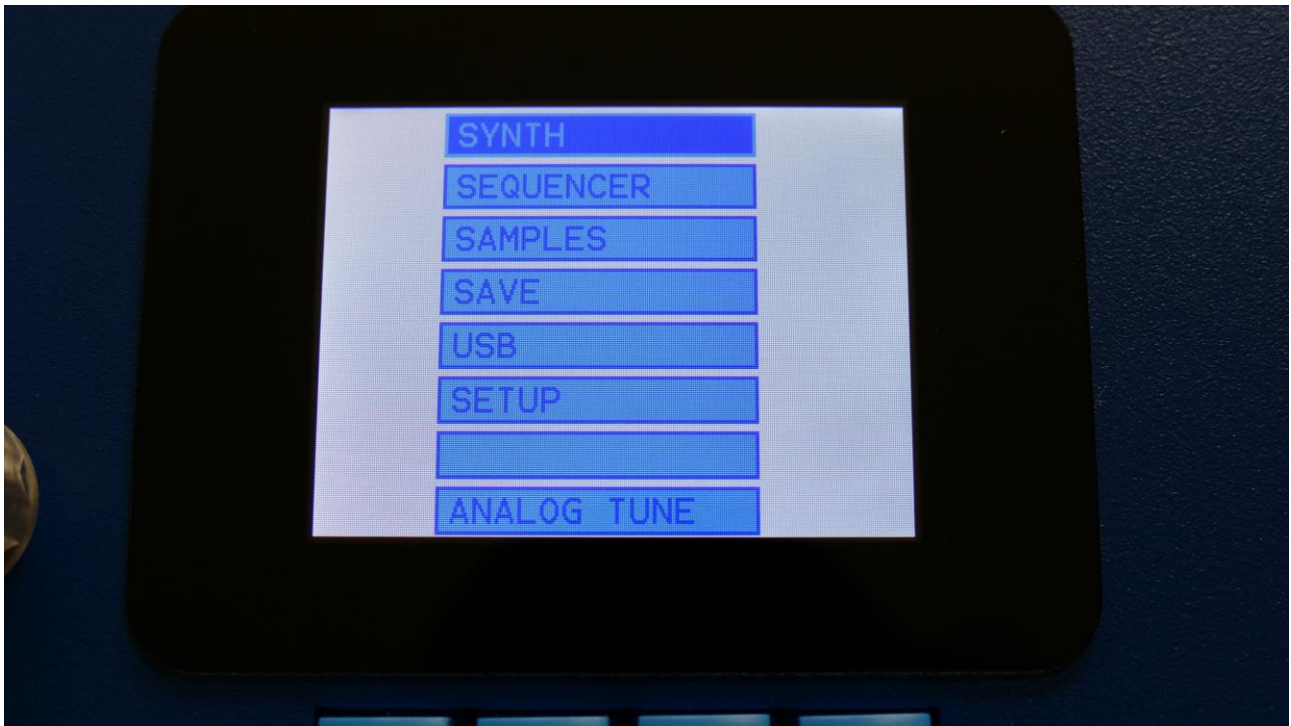 SYNTH
SEQUENCER
SAMPLES
SAVE
USB
SETUP
ANALOG TUNE